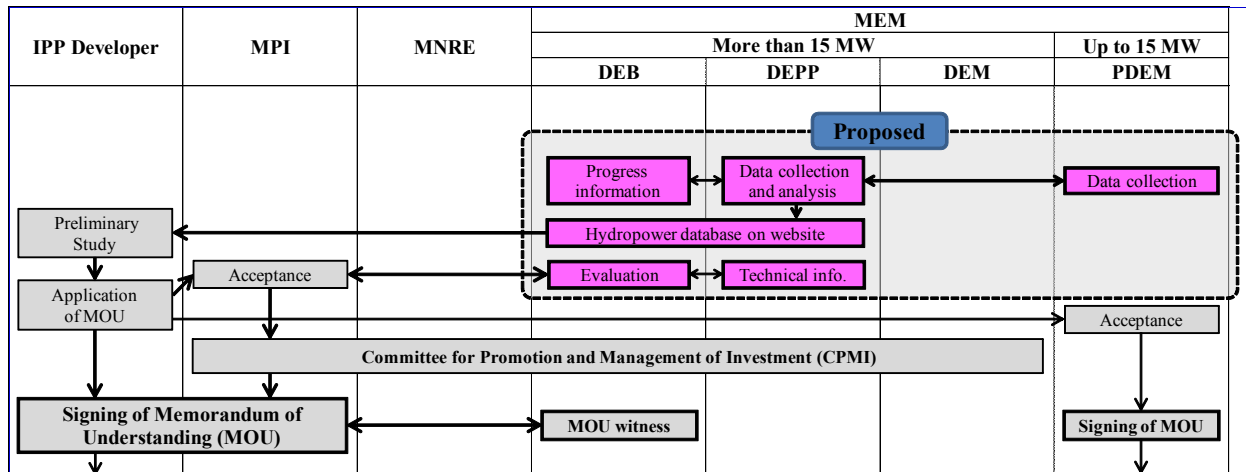 MEM
IPP Developer
MPI
MNRE
More than 15 MW
Up to 15 MW
DEB
DEPP
DEM
PDEM
Proposed
Progress
information
Data collection
and analysis
Data collection
Preliminary
Study
Hydropower database on website
Acceptance
Evaluation
Technical info.
Application
of MOU
Acceptance
Committee for Promotion and Management of Investment (CPMI)
Signing of Memorandum of
Understanding (MOU)
MOU witness
Signing of MOU